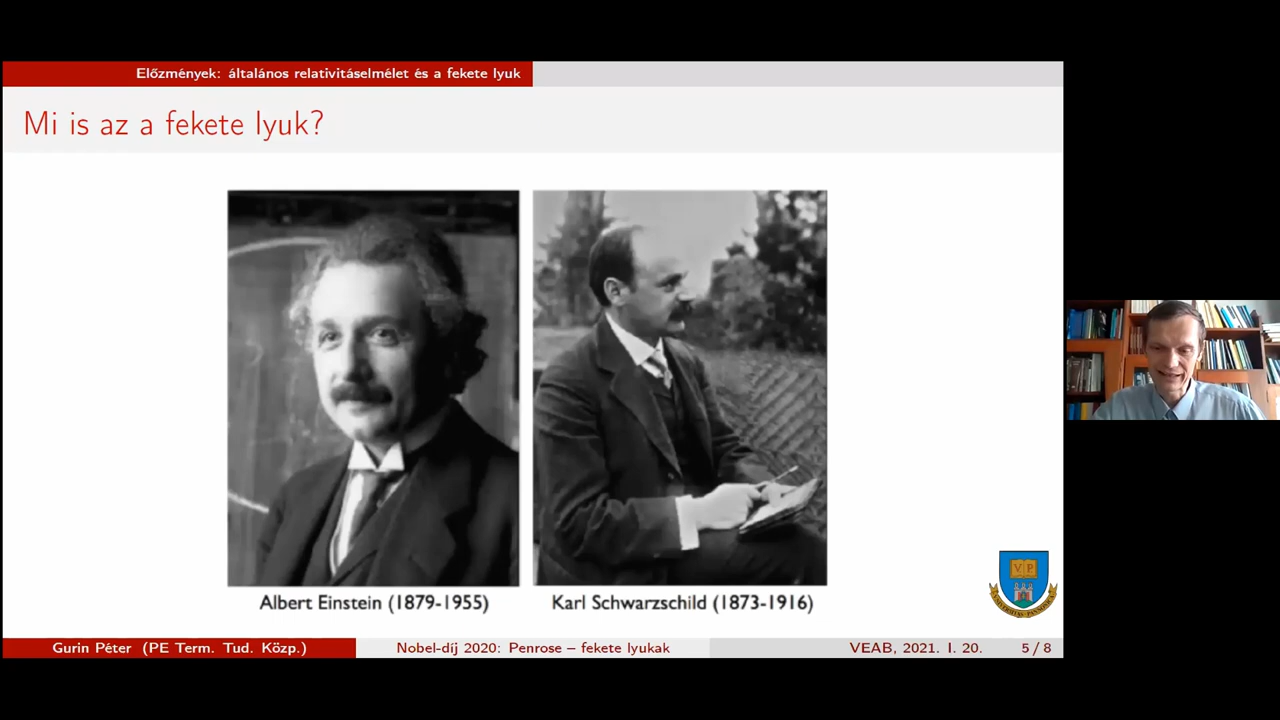 Előzmények: általános relativitáselmélet és a fekete lyuk
Mi is az a fekete lyuk?
Albert Einstein (1879-1955)
Karl Schwarzschild (1873-1916)
VP
Gurin Péter (PE Term. Tud. Közp.)
Nobel-díj 2020: Penrose – fekete lyukak
VEAB, 2021. I. 20.
5 / 8